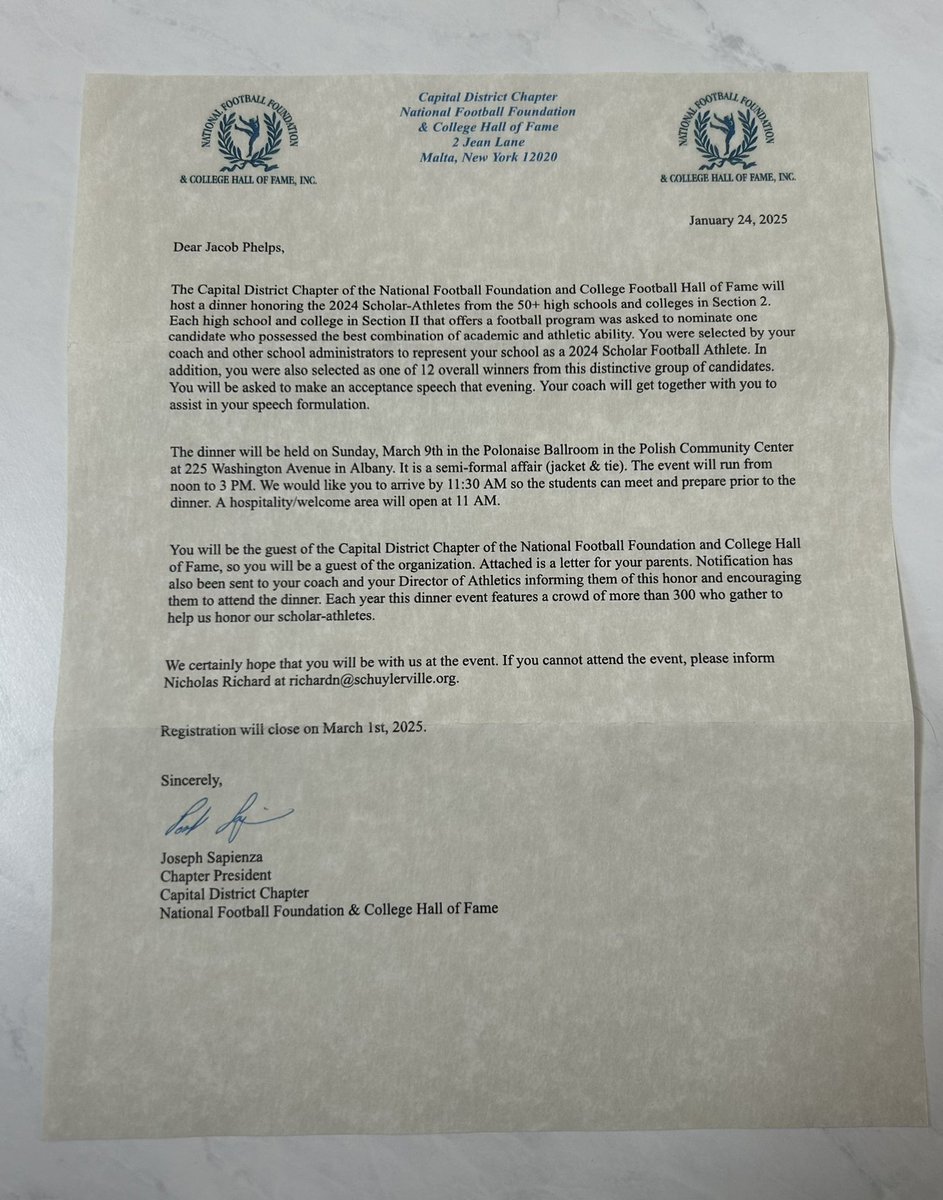 NATIONAL FOOTBALL FOUNDATION
& COLLEGE HALL OF FAME, INC.
Capital District Chapter
National Football Foundation
& College Hall of Fame
2 Jean Lane
Malta, New York 12020
NATIONAL FOOTBALL FOUNDATION
& COLLEGE HALL OF FAME, INC.
January 24, 2025
Dear Jacob Phelps,
The Capital District Chapter of the National Football Foundation and College Football Hall of Fame will
host a dinner honoring the 2024 Scholar-Athletes from the 50+ high schools and colleges in Section 2.
Each high school and college in Section II that offers a football program was asked to nominate one
candidate who possessed the best combination of academic and athletic ability. You were selected by your
coach and other school administrators to represent your school as a 2024 Scholar Football Athlete. In
addition, you were also selected as one of 12 overall winners from this distinctive group of candidates.
You will be asked to make an acceptance speech that evening. Your coach will get together with you to
assist in your speech formulation.
The dinner will be held on Sunday, March 9th in the Polonaise Ballroom in the Polish Community Center
at 225 Washington Avenue in Albany. It is a semi-formal affair (jacket & tie). The event will run from
noon to 3 PM. We would like you to arrive by 11:30 AM so the students can meet and prepare prior to the
dinner. A hospitality/welcome area will open at 11 AM.
You will be the guest of the Capital District Chapter of the National Football Foundation and College Hall
of Fame, so you will be a guest of the organization. Attached is a letter for your parents. Notification has
also been sent to your coach and your Director of Athletics informing them of this honor and encouraging
them to attend the dinner. Each year this dinner event features a crowd of more than 300 who gather to
help us honor our scholar-athletes.
We certainly hope that you will be with us at the event. If you cannot attend the event, please inform
Nicholas Richard at richardn@schuylerville.org.
Registration will close on March 1st, 2025.
Sincerely,
Joseph Sapienza
Chapter President
Capital District Chapter
National Football Foundation & College Hall of Fame